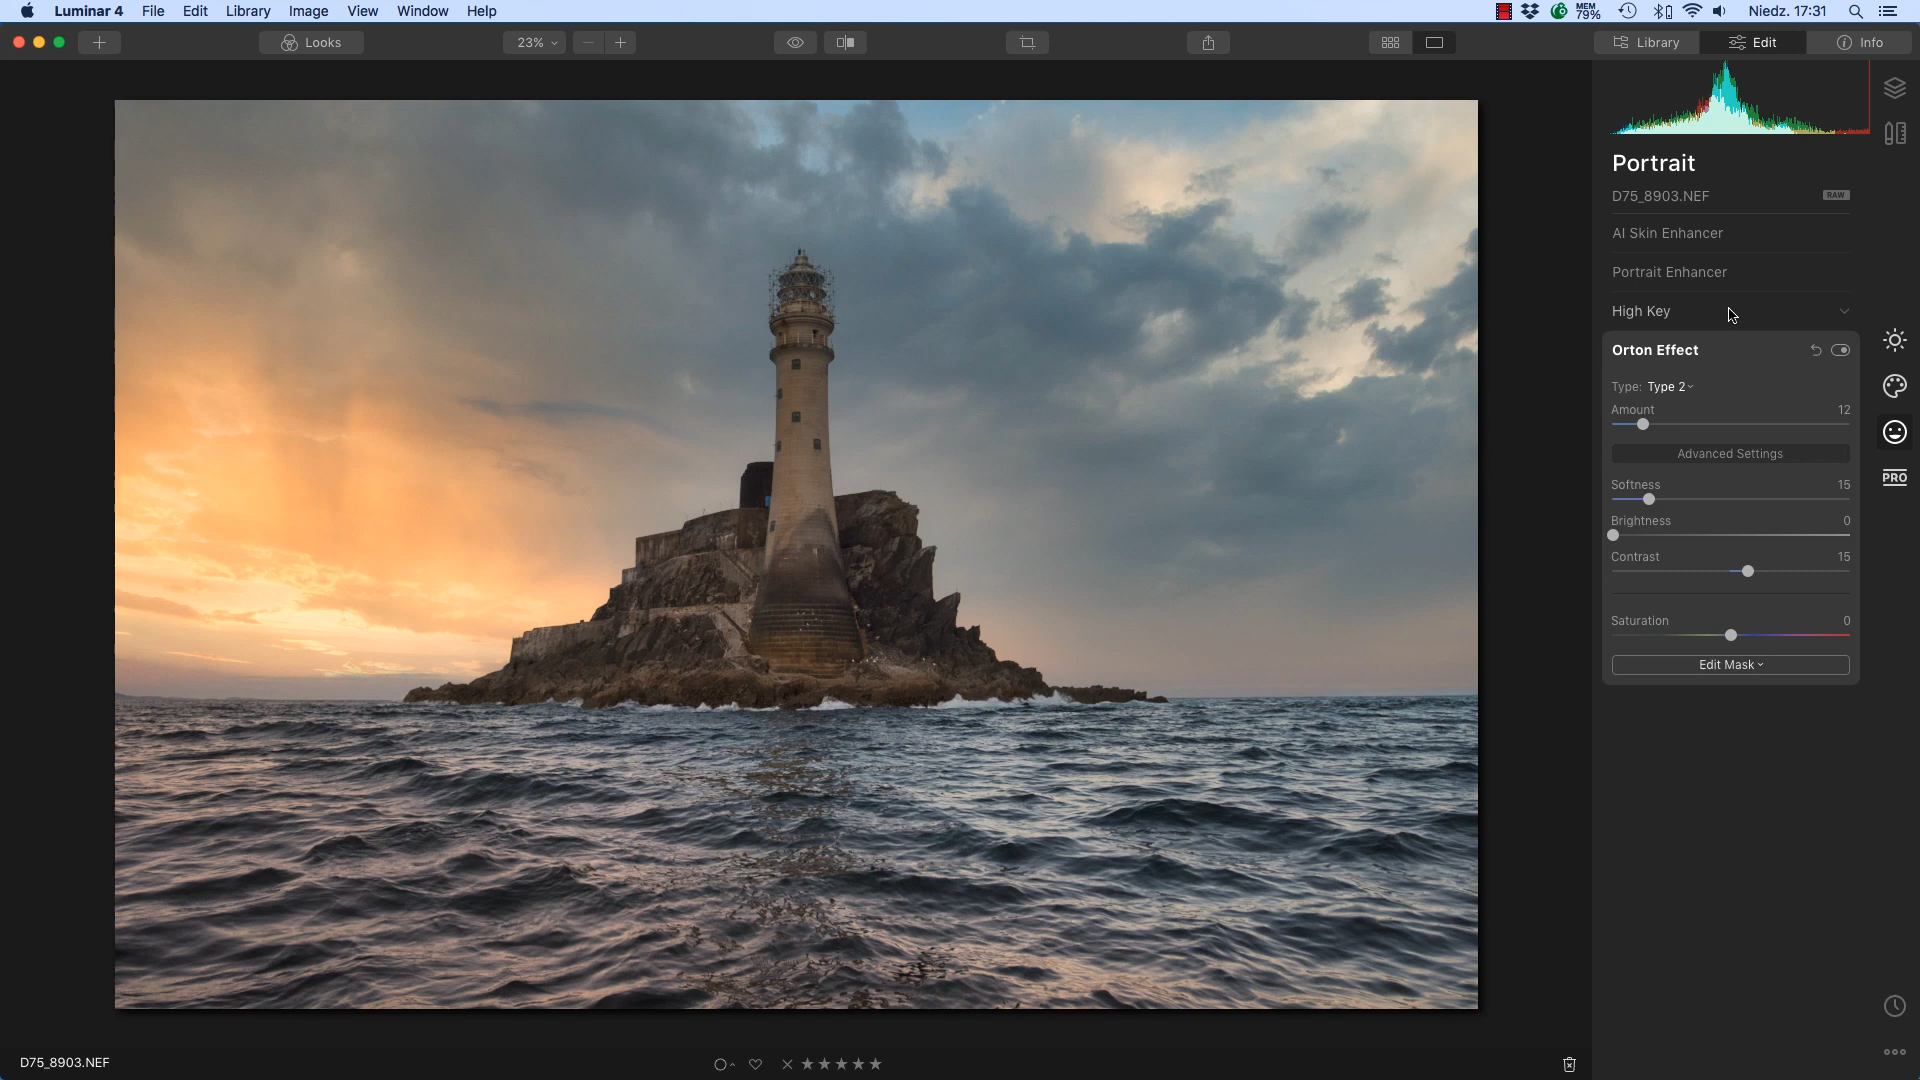 Luminar 4 File Edit Library Image View Window Help MEM 79% Niedz. 17:31
Looks 23% Library Edit Info
Portrait
D75_8903.NEF RAW
AI Skin Enhancer
Portrait Enhancer
High Key
Orton Effect
Type: Type 2
Amount 12
Advanced Settings
Softness 15
Brightness 0
Contrast 15
Saturation 0
Edit Mask
PRO
D75_8903.NEF